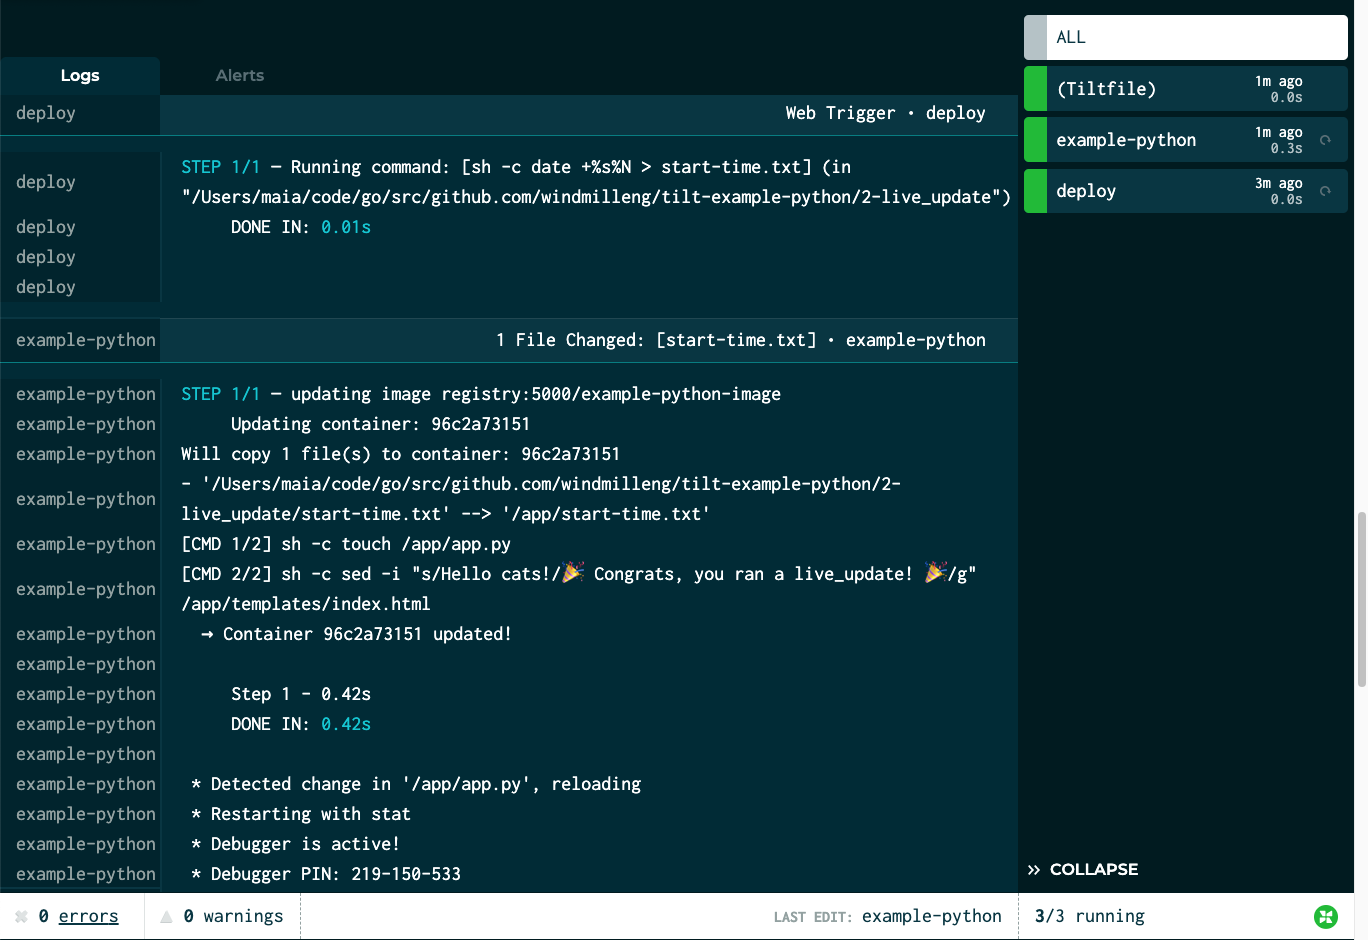 Logs
Alerts
deploy
Web Trigger • deploy
deploy
STEP 1/1 — Running command: [sh -c date +%s%N > start-time.txt] (in
"/Users/maia/code/go/src/github.com/windmilleng/tilt-example-python/2-live_update")
deploy
DONE IN: 0.01s
deploy
deploy
example-python
1 File Changed: [start-time.txt] • example-python
example-python
STEP 1/1 — updating image registry:5000/example-python-image
example-python
Updating container: 96c2a73151
example-python
Will copy 1 file(s) to container: 96c2a73151
example-python
- '/Users/maia/code/go/src/github.com/windmilleng/tilt-example-python/2-
live_update/start-time.txt' --> '/app/start-time.txt'
example-python
[CMD 1/2] sh -c touch /app/app.py
example-python
[CMD 2/2] sh -c sed -i "s/Hello cats!/🎉 Congrats, you ran a live_update! 🎉/g"
/app/templates/index.html
example-python
→ Container 96c2a73151 updated!
example-python
example-python
Step 1 - 0.42s
example-python
DONE IN: 0.42s
example-python
example-python
* Detected change in '/app/app.py', reloading
example-python
* Restarting with stat
example-python
* Debugger is active!
example-python
* Debugger PIN: 219-150-533
ALL
(Tiltfile)
1m ago
0.0s
example-python
1m ago
0.3s
deploy
3m ago
0.0s
» COLLAPSE
0 errors
0 warnings
LAST EDIT: example-python
3/3 running